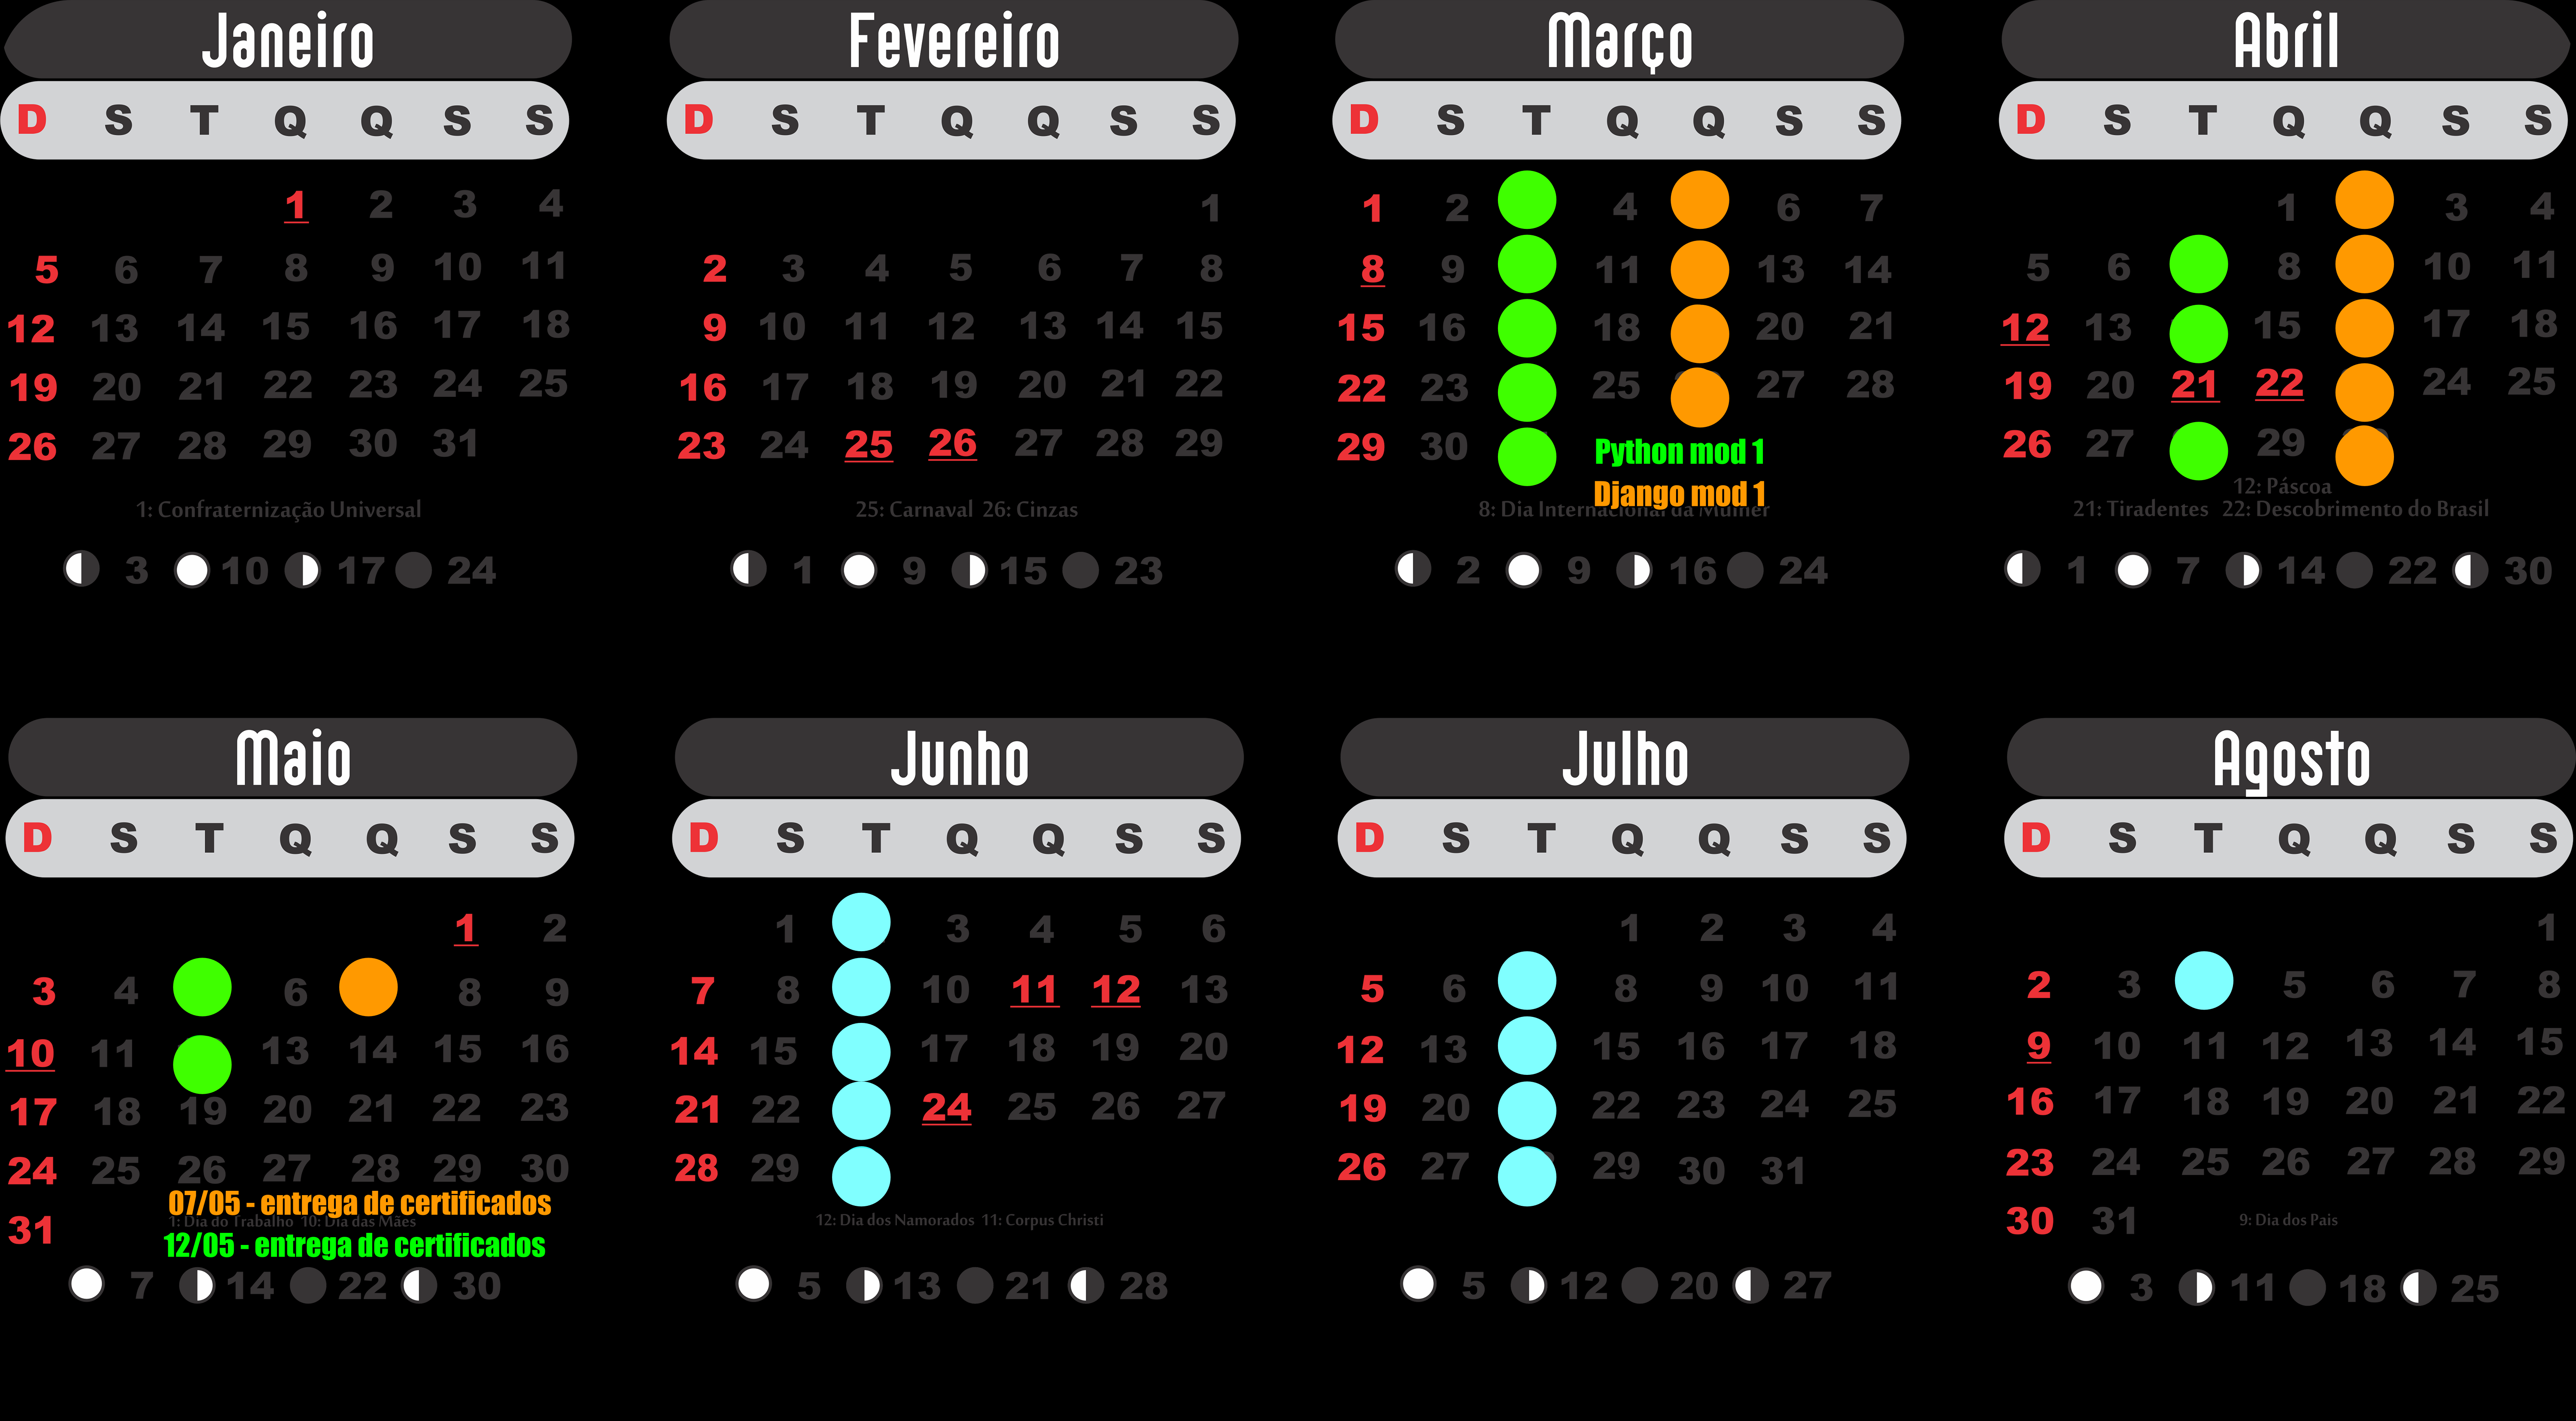 Janeiro
D S T Q Q S S
1 2 3 4
5 6 7 8 9 10 11
12 13 14 15 16 17 18
19 20 21 22 23 24 25
26 27 28 29 30 31
1: Confraternização Universal
3 10 17 24
Fevereiro
D S T Q Q S S
1
2 3 4 5 6 7 8
9 10 11 12 13 14 15
16 17 18 19 20 21 22
23 24 25 26 27 28 29
25: Carnaval 26: Cinzas
1 9 15 23
Março
D S T Q Q S S
1 2 4 6 7
8 9 11 13 14
15 16 18 20 21
22 23 25 27 28
29 30
Python mod 1
Django mod 1
8: Dia Internacional da Mulher
2 9 16 24
Abril
D S T Q Q S S
1 3 4
5 6 8 10 11
12 13 15 17 18
19 20 21 22 24 25
26 27 29
12: Páscoa
21: Tiradentes 22: Descobrimento do Brasil
1 7 14 22 30
Maio
D S T Q Q S S
1 2
3 4 6 8 9
10 11 13 14 15 16
17 18 19 20 21 22 23
24 25 26 27 28 29 30
31
07/05 - entrega de certificados
1: Dia do Trabalho 10: Dia das Mães
12/05 - entrega de certificados
7 14 22 30
Junho
D S T Q Q S S
1 3 4 5 6
7 8 10 11 12 13
14 15 17 18 19 20
21 22 24 25 26 27
28 29
12: Dia dos Namorados 11: Corpus Christi
5 13 21 28
Julho
D S T Q Q S S
1 2 3 4
5 6 8 9 10 11
12 13 15 16 17 18
19 20 22 23 24 25
26 27 29 30 31
5 12 20 27
Agosto
D S T Q Q S S
1
2 3 5 6 7 8
9 10 11 12 13 14 15
16 17 18 19 20 21 22
23 24 25 26 27 28 29
30 31
9: Dia dos Pais
3 11 18 25